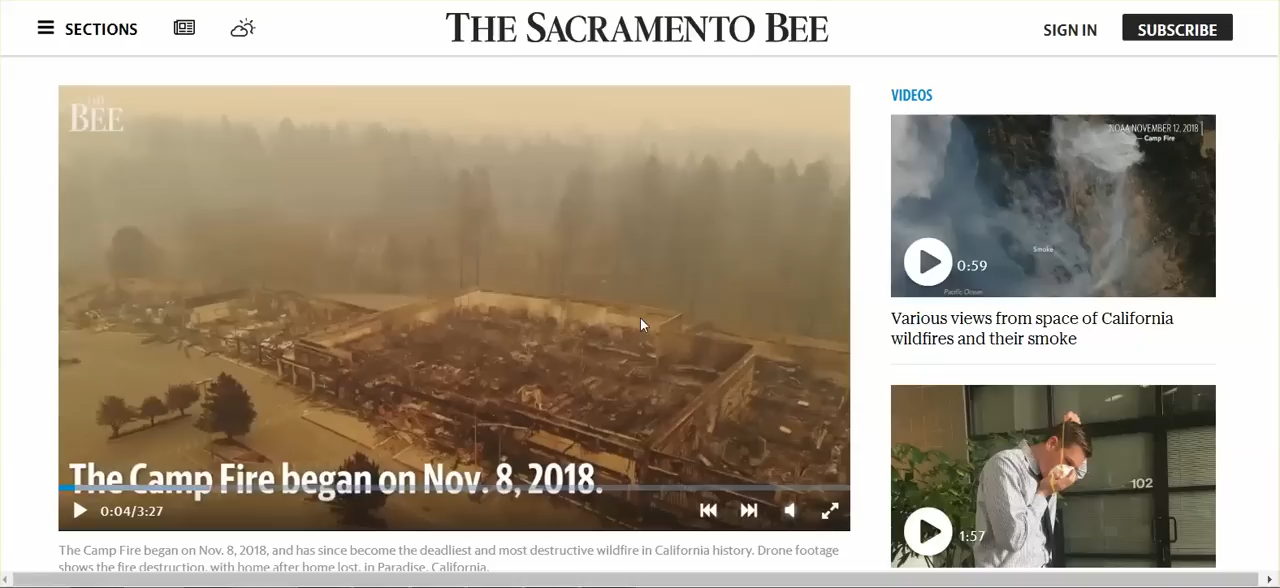 SECTIONS
THE SACRAMENTO BEE
SIGN IN
SUBSCRIBE
THE
BEE
The Camp Fire began on Nov. 8, 2018.
0:04/3:27
The Camp Fire began on Nov. 8, 2018, and has since become the deadliest and most destructive wildfire in California history. Drone footage
shows the fire destruction, with home after home lost, in Paradise, California.
VIDEOS
NOAA NOVEMBER 12, 2018
— Camp Fire
Smoke
Pacific Ocean
0:59
Various views from space of California
wildfires and their smoke
102
1:57